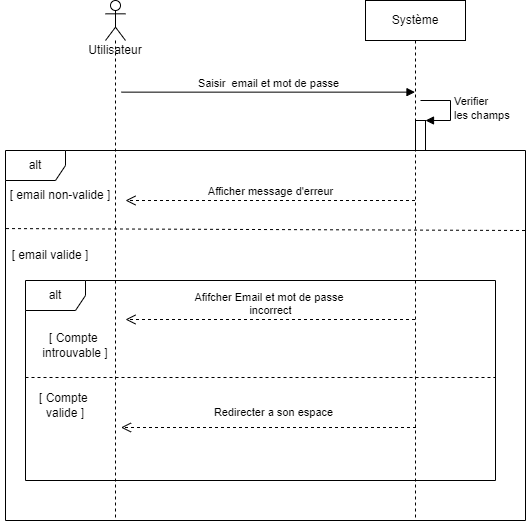 Système
Utilisateur
Saisir email et mot de passe
Verifier
les champs
alt
[ email non-valide ]
Afficher message d'erreur
[ email valide ]
alt
Afifcher Email et mot de passe
incorrect
[ Compte
introuvable ]
[ Compte
valide ]
Redirecter a son espace